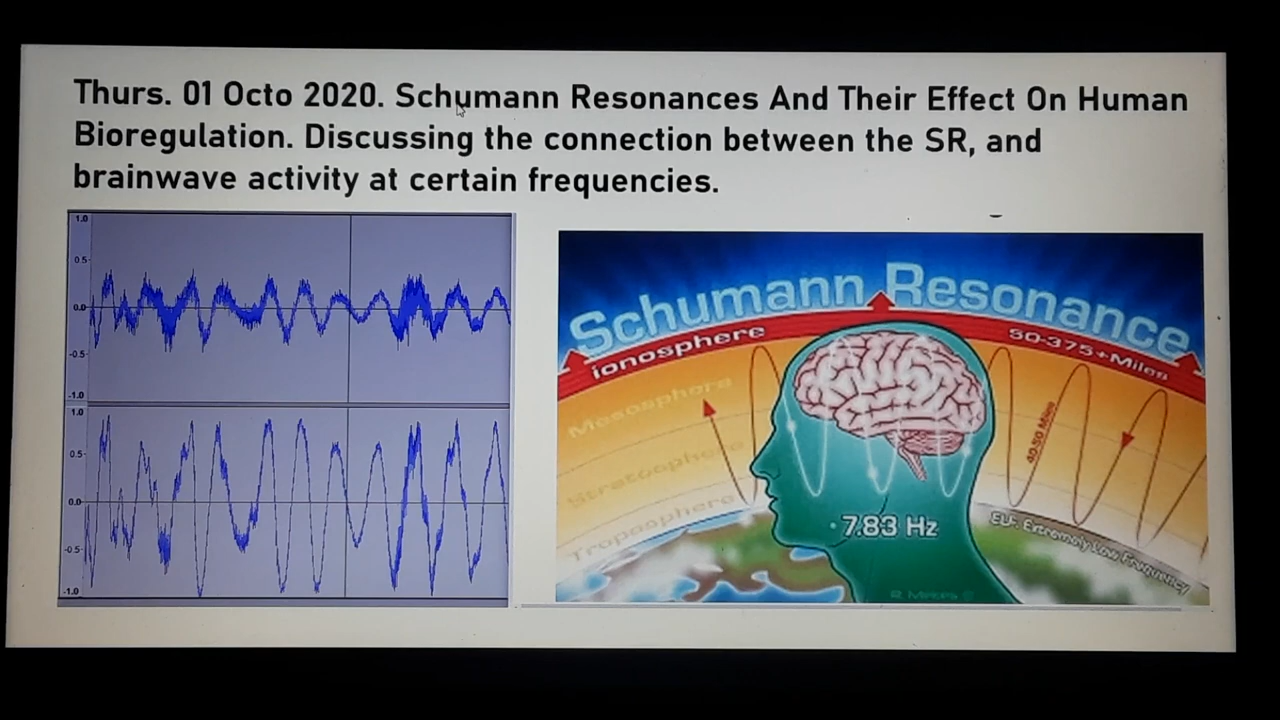 Thurs. 01 Octo 2020. Schumann Resonances And Their Effect On Human
Bioregulation. Discussing the connection between the SR, and
brainwave activity at certain frequencies.
1.0
0.5
0.0
-0.5
-1.0
1.0
0.5
0.0
-0.5
-1.0
Schumann Resonance
ionosphere
50-375+Miles
Mesosphere
40-50 Miles
Stratosphere
Troposphere
7.83 Hz
ELF: Extremely Low Frequency